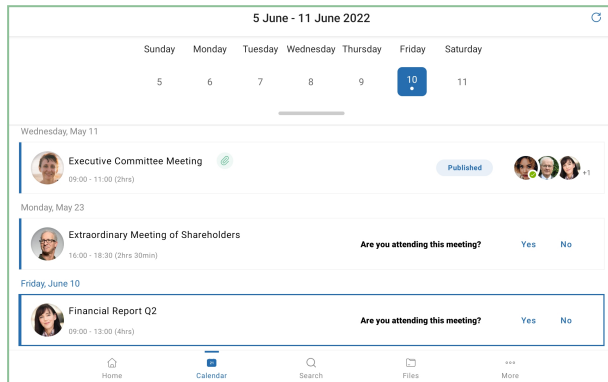 5 June - 11 June 2022
Sunday Monday Tuesday Wednesday Thursday Friday Saturday
5 6 7 8 9 10 11
Wednesday, May 11
Executive Committee Meeting
Published
+1
09:00 - 11:00 (2hrs)
Monday, May 23
Extraordinary Meeting of Shareholders
Are you attending this meeting? Yes No
16:00 - 18:30 (2hrs 30min)
Friday, June 10
Financial Report Q2
Are you attending this meeting? Yes No
09:00 - 13:00 (4hrs)
Home Calendar Search Files More